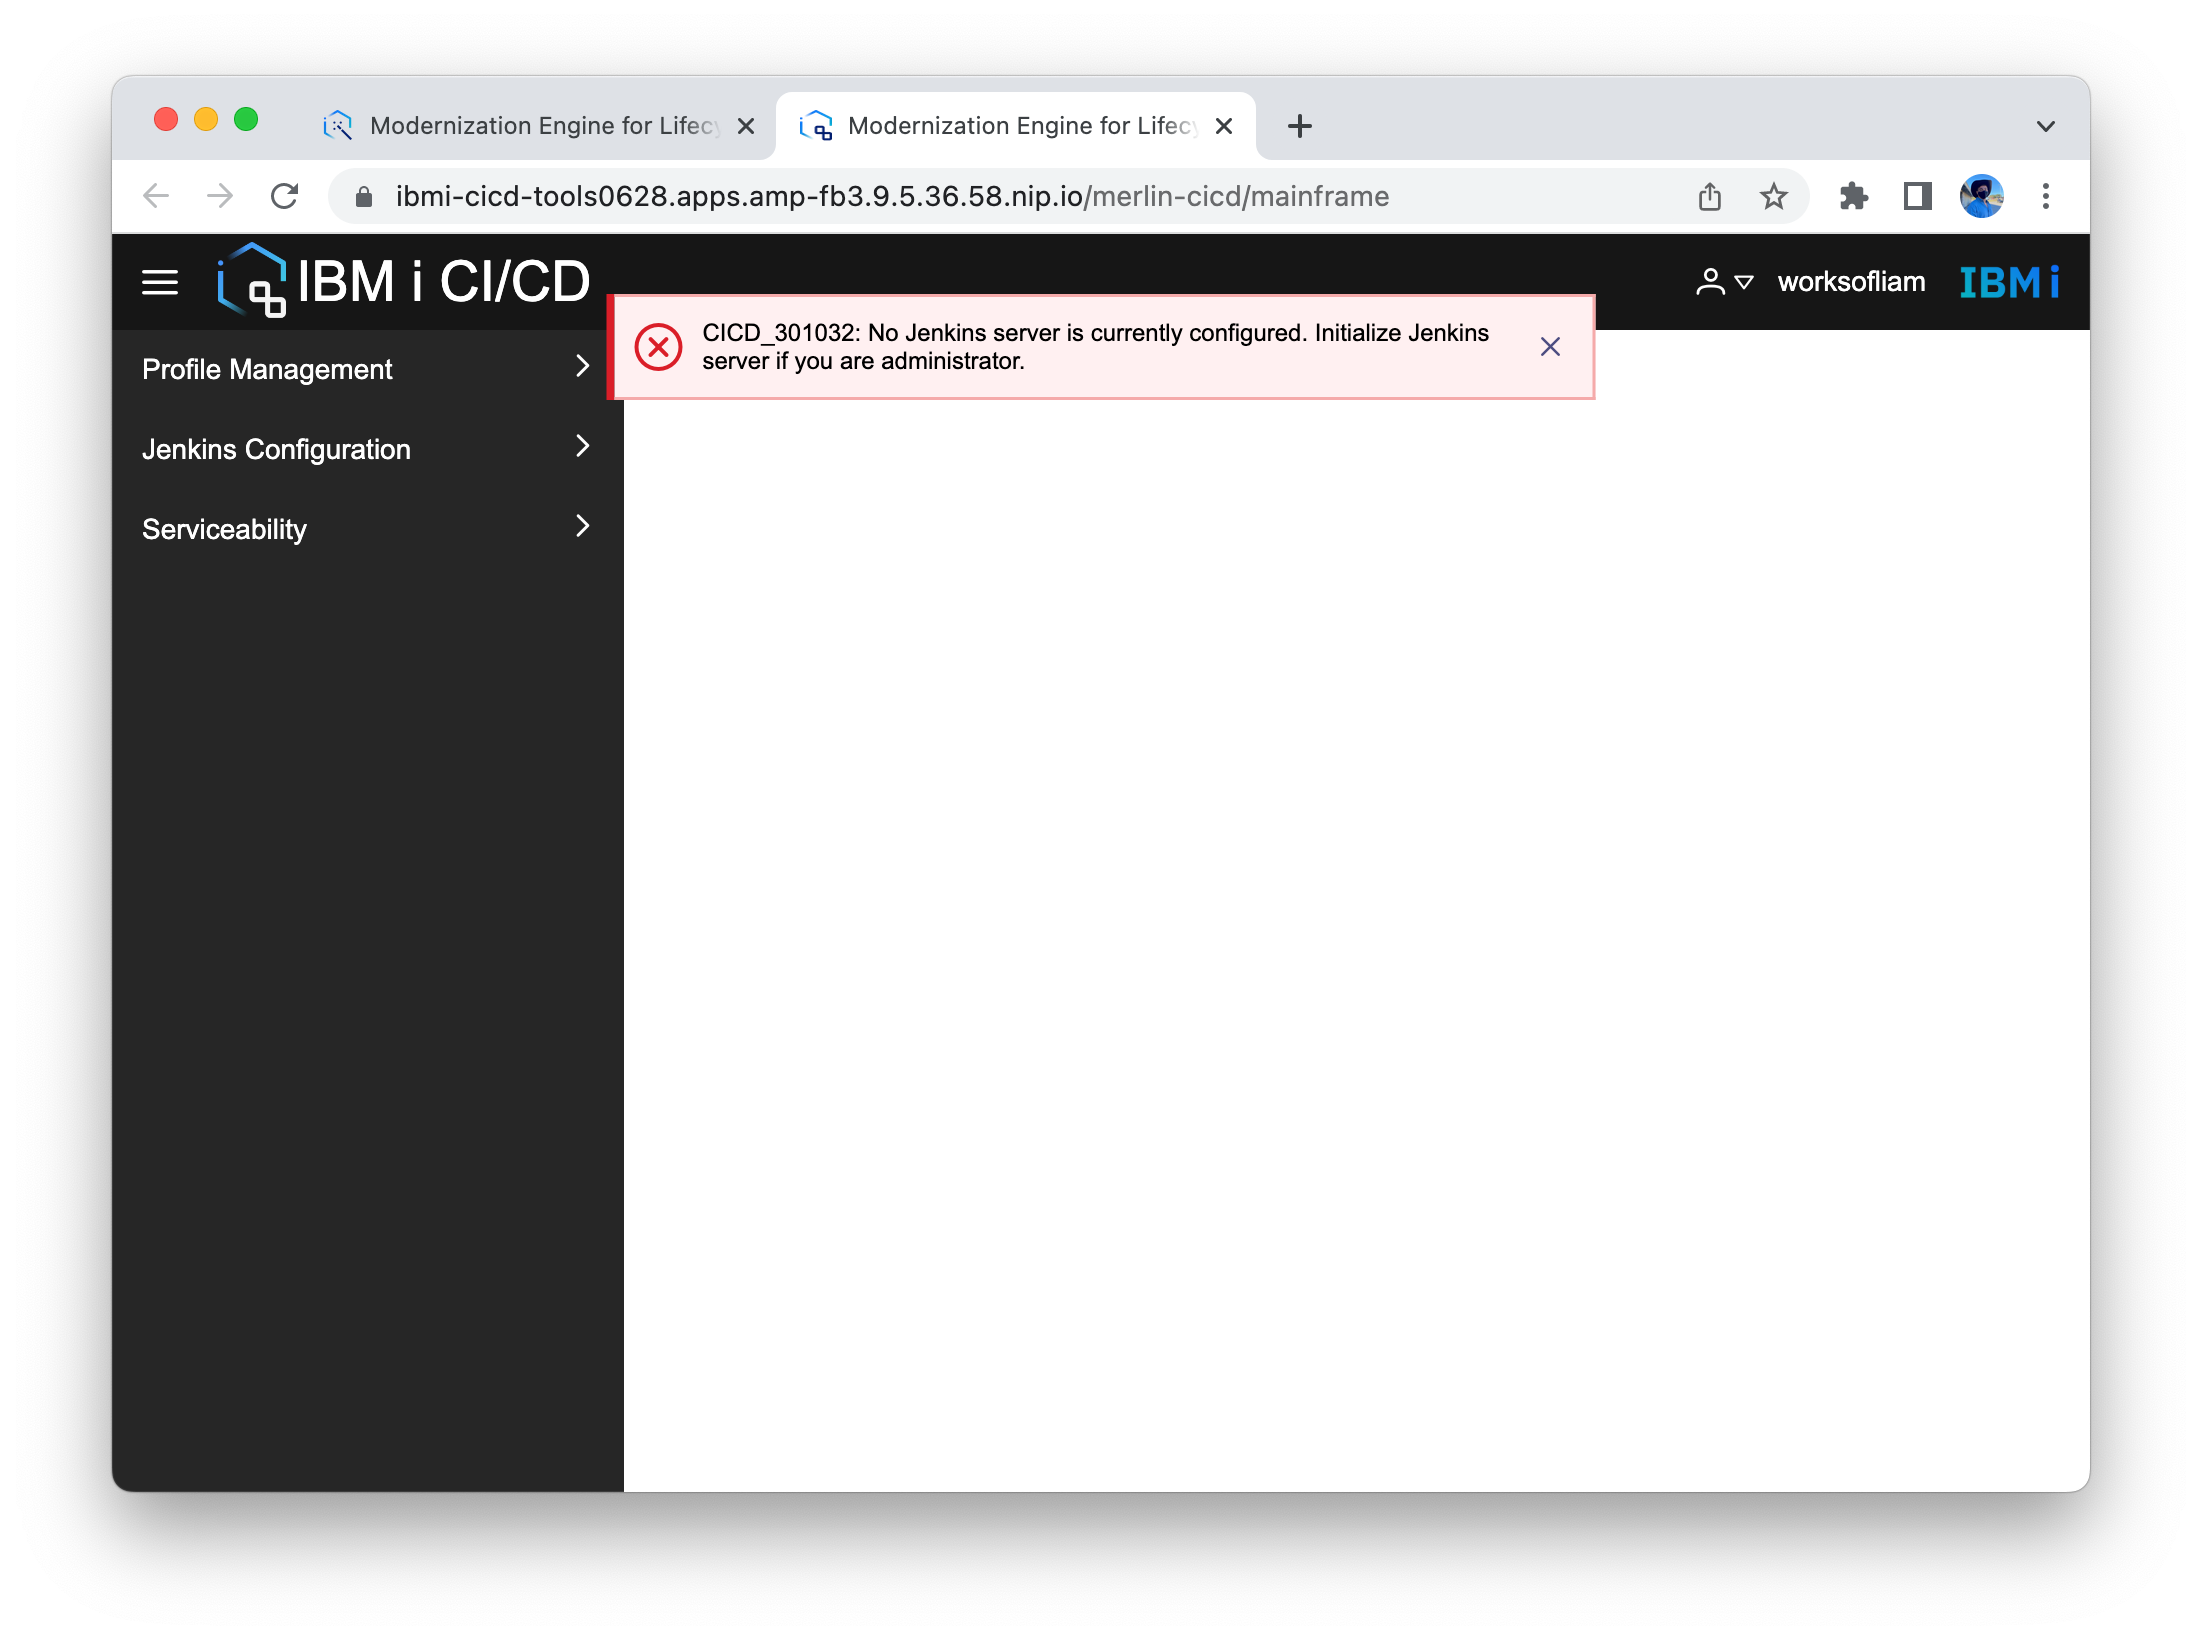 Modernization Engine for Lifecy
Modernization Engine for Lifecy
ibmi-cicd-tools0628.apps.amp-fb3.9.5.36.58.nip.io/merlin-cicd/mainframe
IBM i CI/CD
worksofliam
IBM i
CICD_301032: No Jenkins server is currently configured. Initialize Jenkins
server if you are administrator.
Profile Management
Jenkins Configuration
Serviceability